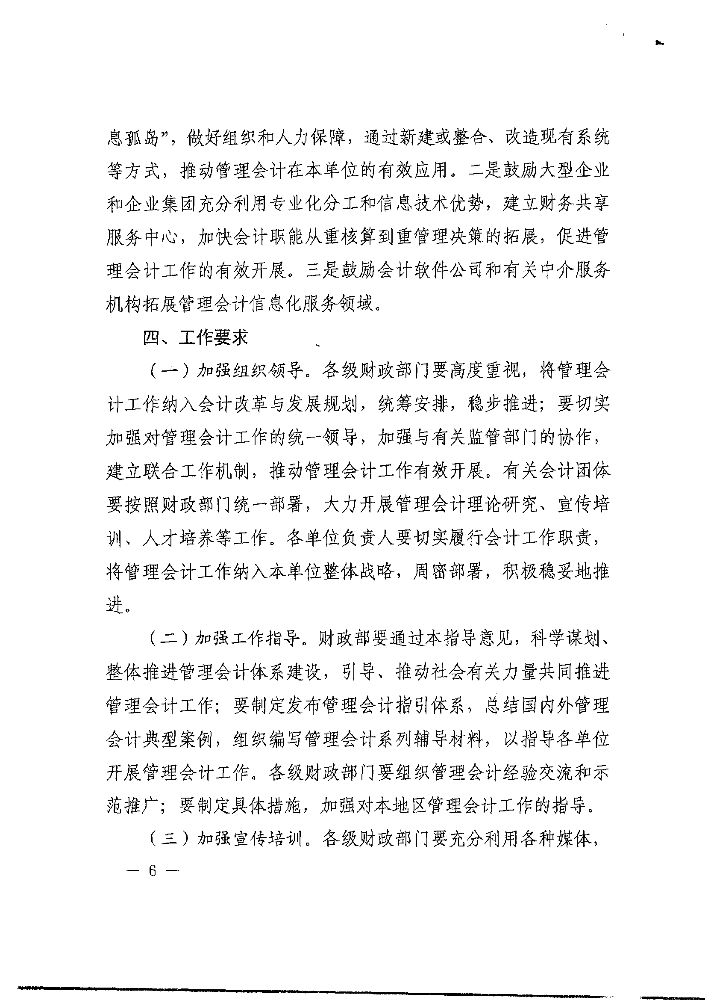 息孤岛”，做好组织和人力保障，通过新建或整合、改造现有系统
等方式，推动管理会计在本单位的有效应用。二是鼓励大型企业
和企业集团充分利用专业化分工和信息技术优势，建立财务共享
服务中心，加快会计职能从重核算到重管理决策的拓展，促进管
理会计工作的有效开展。三是鼓励会计软件公司和有关中介服务
机构拓展管理会计信息化服务领域。
四、工作要求
（一）加强组织领导。各级财政部门要高度重视，将管理会
计工作纳入会计改革与发展规划，统筹安排，稳步推进；要切实
加强对管理会计工作的统一领导，加强与有关监管部门的协作，
建立联合工作机制，推动管理会计工作有效开展。有关会计团体
要按照财政部门统一部署，大力开展管理会计理论研究、宣传培
训、人才培养等工作。各单位负责人要切实履行会计工作职责，
将管理会计工作纳入本单位整体战略，周密部署，积极稳妥地推
进。
（二）加强工作指导。财政部要通过本指导意见，科学谋划、
整体推进管理会计体系建设，引导、推动社会有关力量共同推进
管理会计工作；要制定发布管理会计指引体系，总结国内外管理
会计典型案例，组织编写管理会计系列辅导材料，以指导各单位
开展管理会计工作。各级财政部门要组织管理会计经验交流和示
范推广；要制定具体措施，加强对本地区管理会计工作的指导。
（三）加强宣传培训。各级财政部门要充分利用各种媒体，
— 6 —